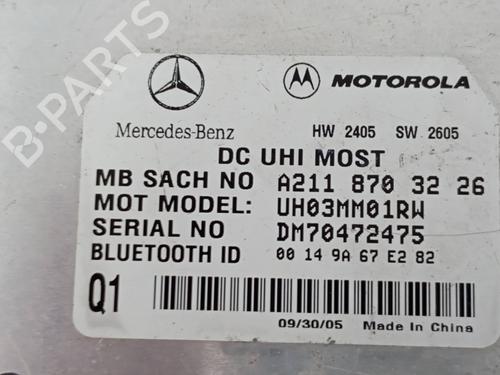 B-PARTS
MOTOROLA
Mercedes-Benz
HW 2405 SW 2605
DC UHI MOST
MB SACH NO A211 870 32 26
MOT MODEL: UH03MM01RW
SERIAL NO DM70472475
BLUETOOTH ID 00 14 9A 67 E2 82
Q1
09/30/05 Made In China